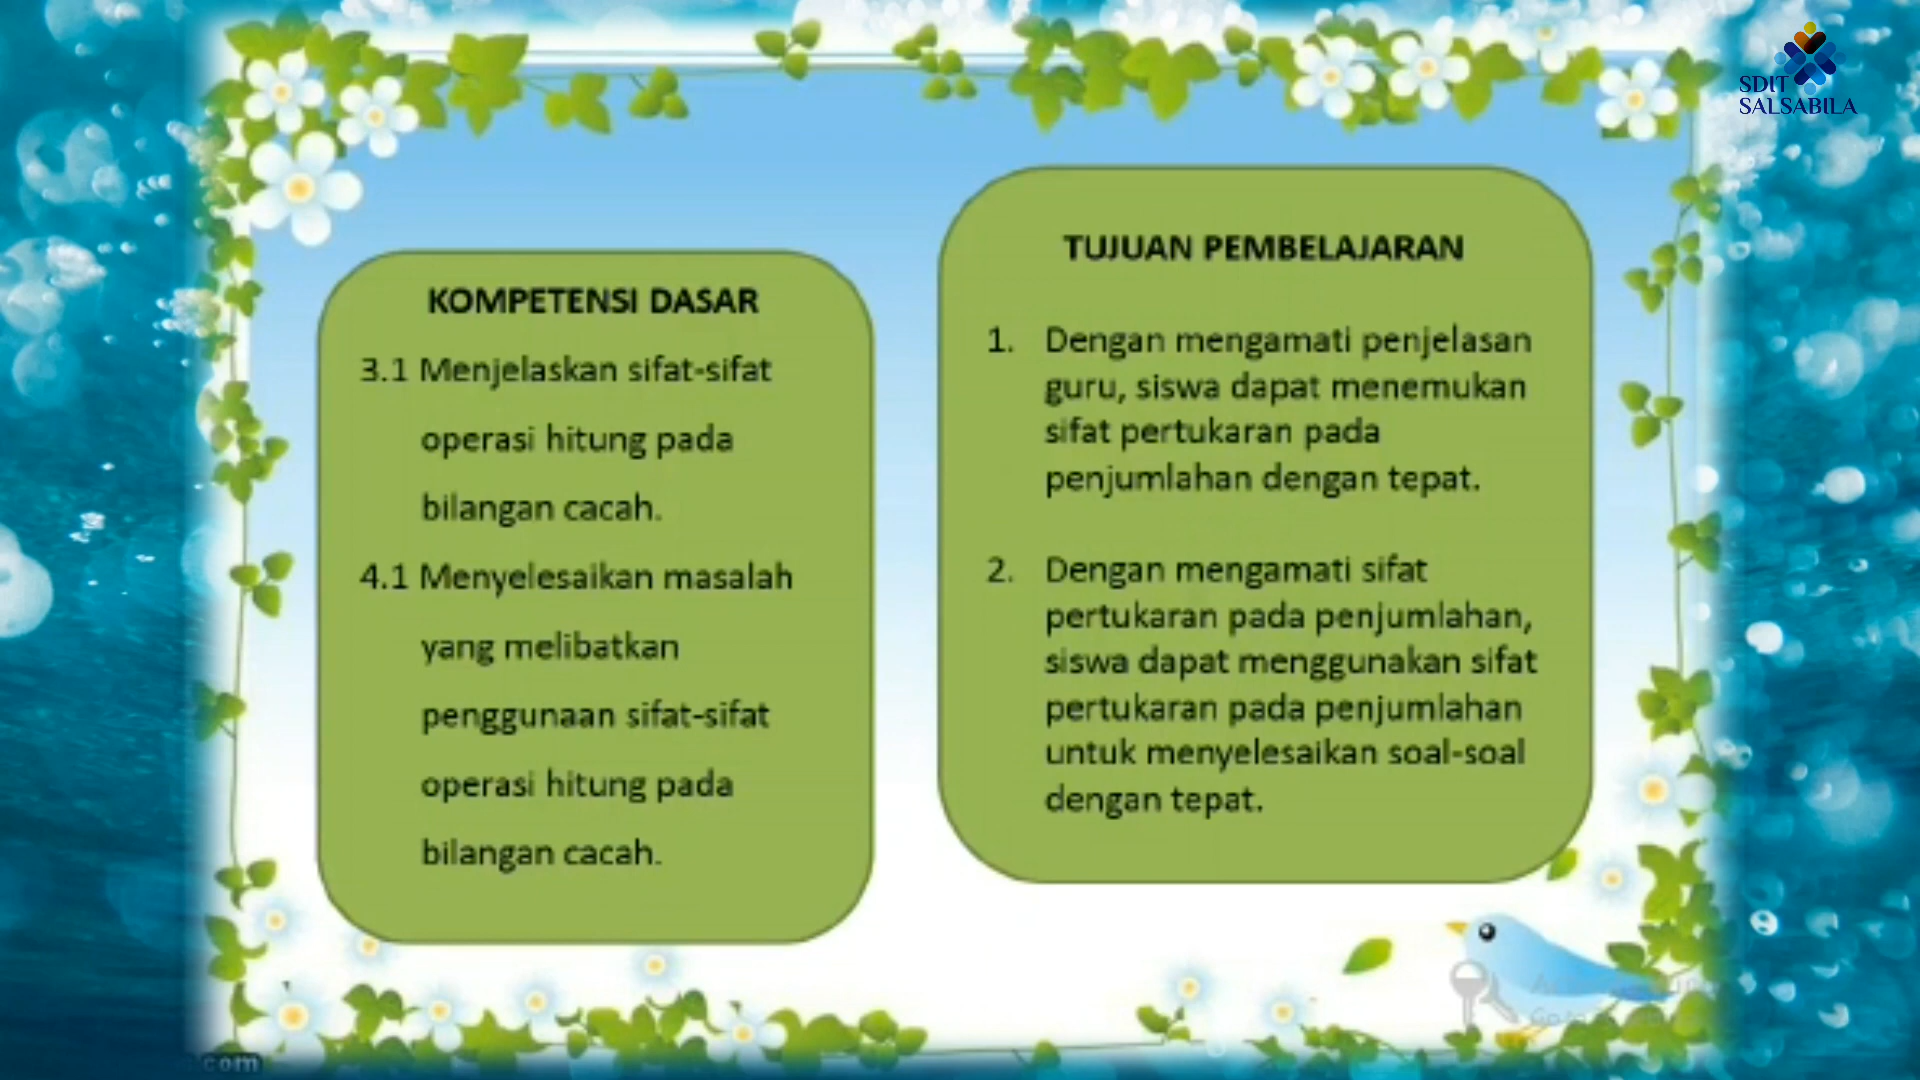 SDIT
SALSABILA
KOMPETENSI DASAR
3.1 Menjelaskan sifat-sifat
operasi hitung pada
bilangan cacah.
4.1 Menyelesaikan masalah
yang melibatkan
penggunaan sifat-sifat
operasi hitung pada
bilangan cacah.
TUJUAN PEMBELAJARAN
1. Dengan mengamati penjelasan
guru, siswa dapat menemukan
sifat pertukaran pada
penjumlahan dengan tepat.
2. Dengan mengamati sifat
pertukaran pada penjumlahan,
siswa dapat menggunakan sifat
pertukaran pada penjumlahan
untuk menyelesaikan soal-soal
dengan tepat.
com